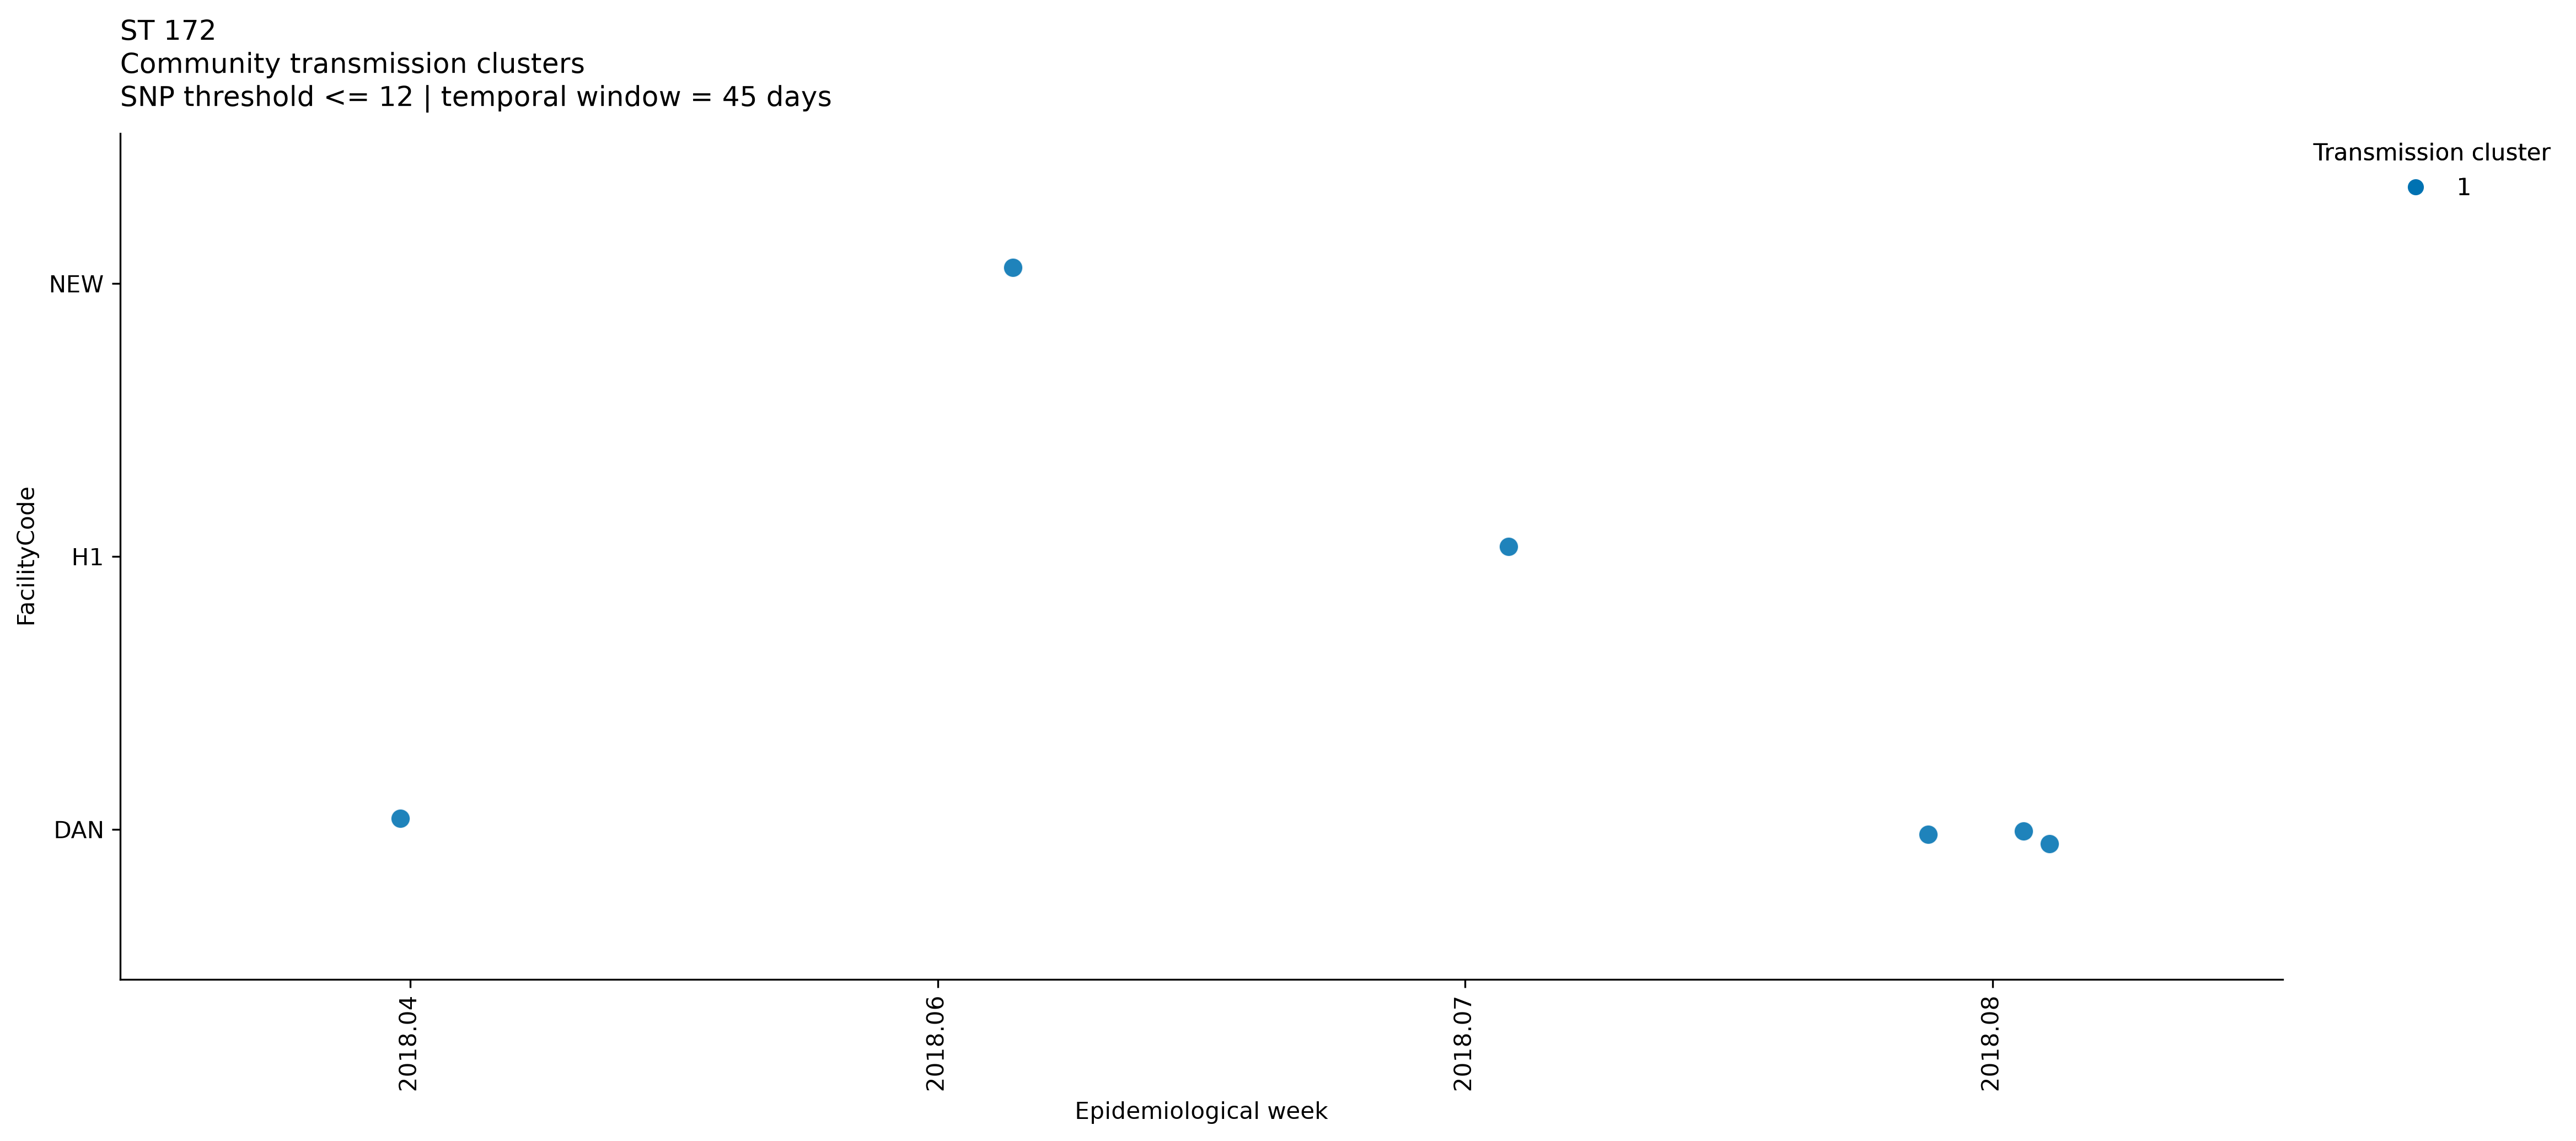 ST 172
Community transmission clusters
SNP threshold <= 12 | temporal window = 45 days
Transmission cluster
1
NEW
H1
DAN
FacilityCode
2018.04
2018.06
2018.07
2018.08
Epidemiological week